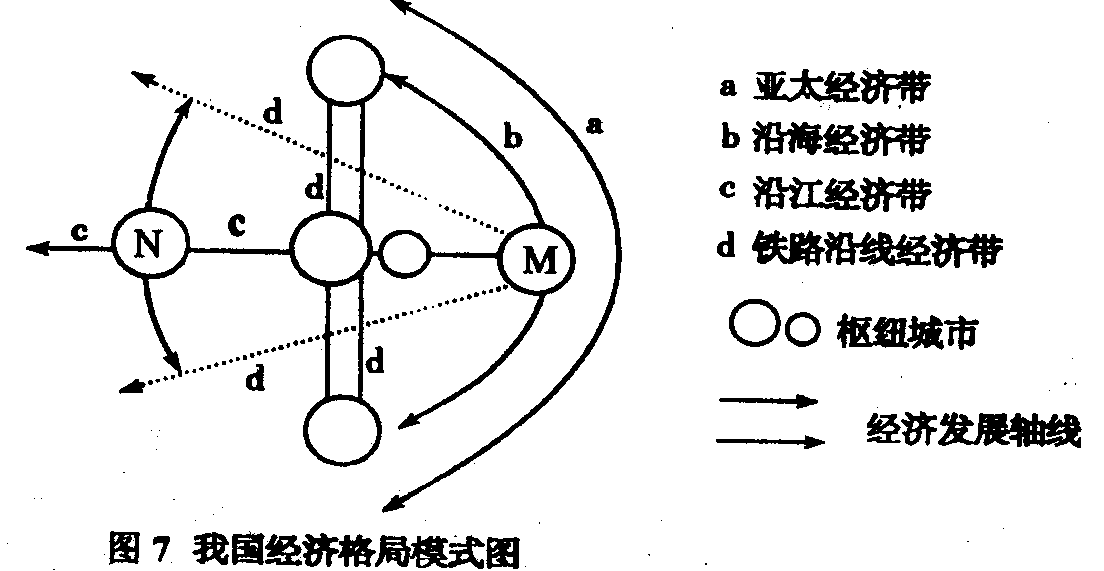 a
b
d
d
N
c
c
M
d
d
a 亚太经济带
b 沿海经济带
c 沿江经济带
d 铁路沿线经济带
枢纽城市
经济发展轴线
图 7 我国经济格局模式图